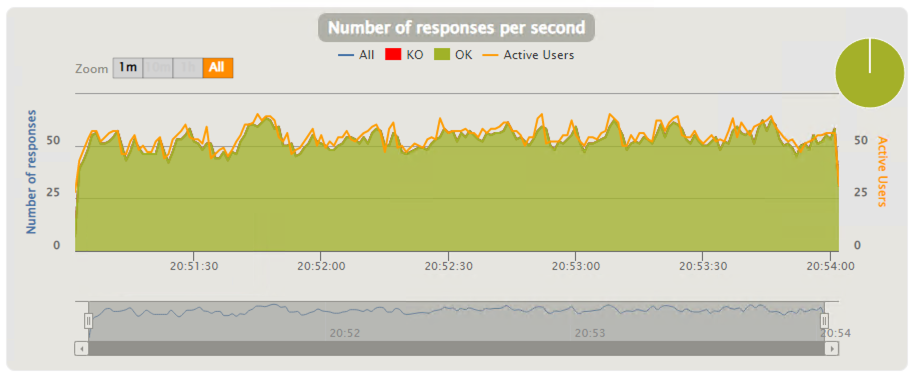 Number of responses per second
All KO OK Active Users
Zoom 1m 10m 1h All
Number of responses
50
25
0
50
25
0
Active Users
20:51:30 20:52:00 20:52:30 20:53:00 20:53:30 20:54:00
20:52 20:53 20:54